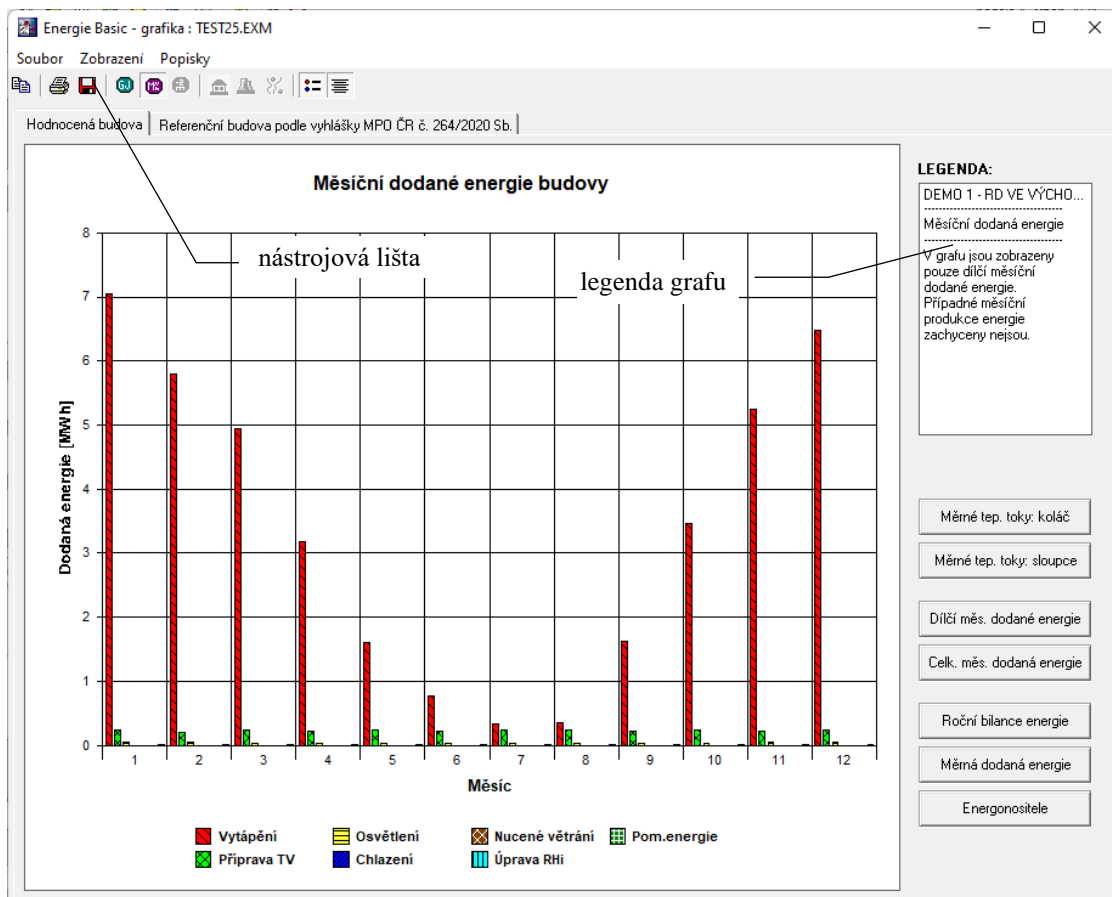 Energie Basic - grafika : TEST25.EXM
Soubor Zobrazení Popisky
GJ
Hodnocená budova
Referenční budova podle vyhlášky MPO ČR č. 264/2020 Sb.
Měsíční dodané energie budovy
nástrojová lišta
legenda grafu
Dodaná energie [MWh]
8
7
6
5
4
3
2
1
0
1 2 3 4 5 6 7 8 9 10 11 12
Měsíc
Vytápění
Osvětlení
Nucené větrání
Pom.energie
Příprava TV
Chlazení
Úprava RHi
LEGENDA:
DEMO 1 - RD VE VÝCHO...
Měsíční dodaná energie
V grafu jsou zobrazeny
pouze dílčí měsíční
dodané energie.
Případné měsíční
produkce energie
zachyceny nejsou.
Měrné tep. toky: koláč
Měrné tep. toky: sloupce
Dílčí měs. dodané energie
Celk. měs. dodaná energie
Roční bilance energie
Měrná dodaná energie
Energonositele